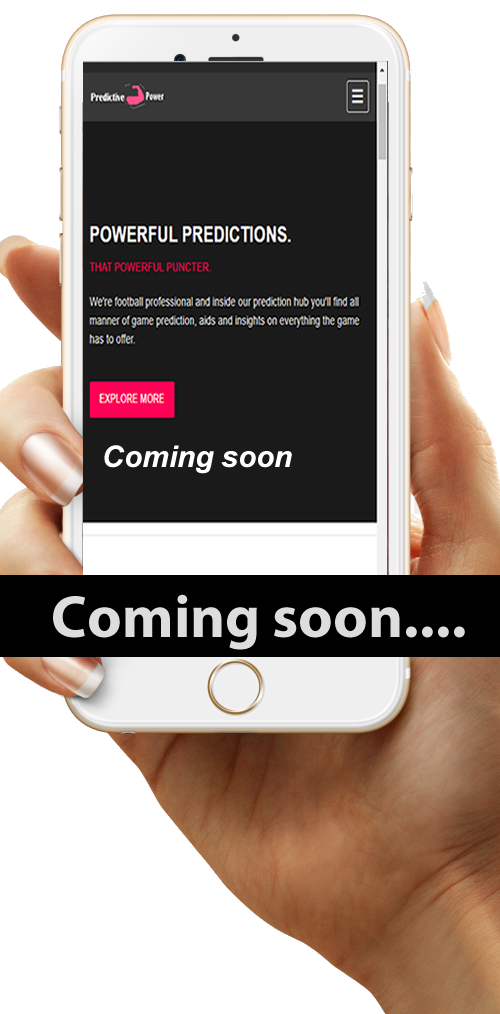 Predictive Power
POWERFUL PREDICTIONS.
THAT POWERFUL PUNCTER.
We're football professional and inside our prediction hub you'll find all
manner of game prediction, aids and insights on everything the game
has to offer.
EXPLORE MORE
Coming soon
Coming soon....